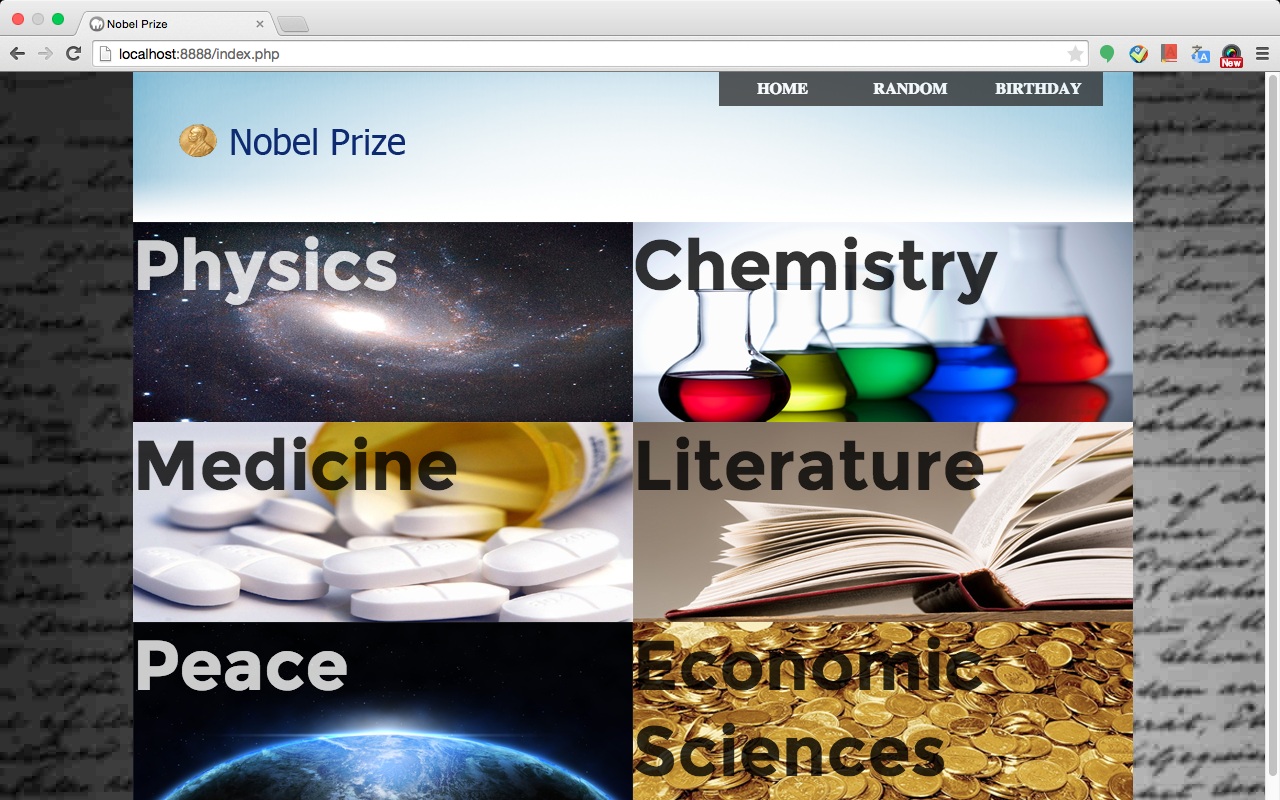 Nobel Prize
localhost:8888/index.php
New
HOME RANDOM BIRTHDAY
Nobel Prize
Physics
Chemistry
Medicine
Literature
Peace
Economic
Sciences